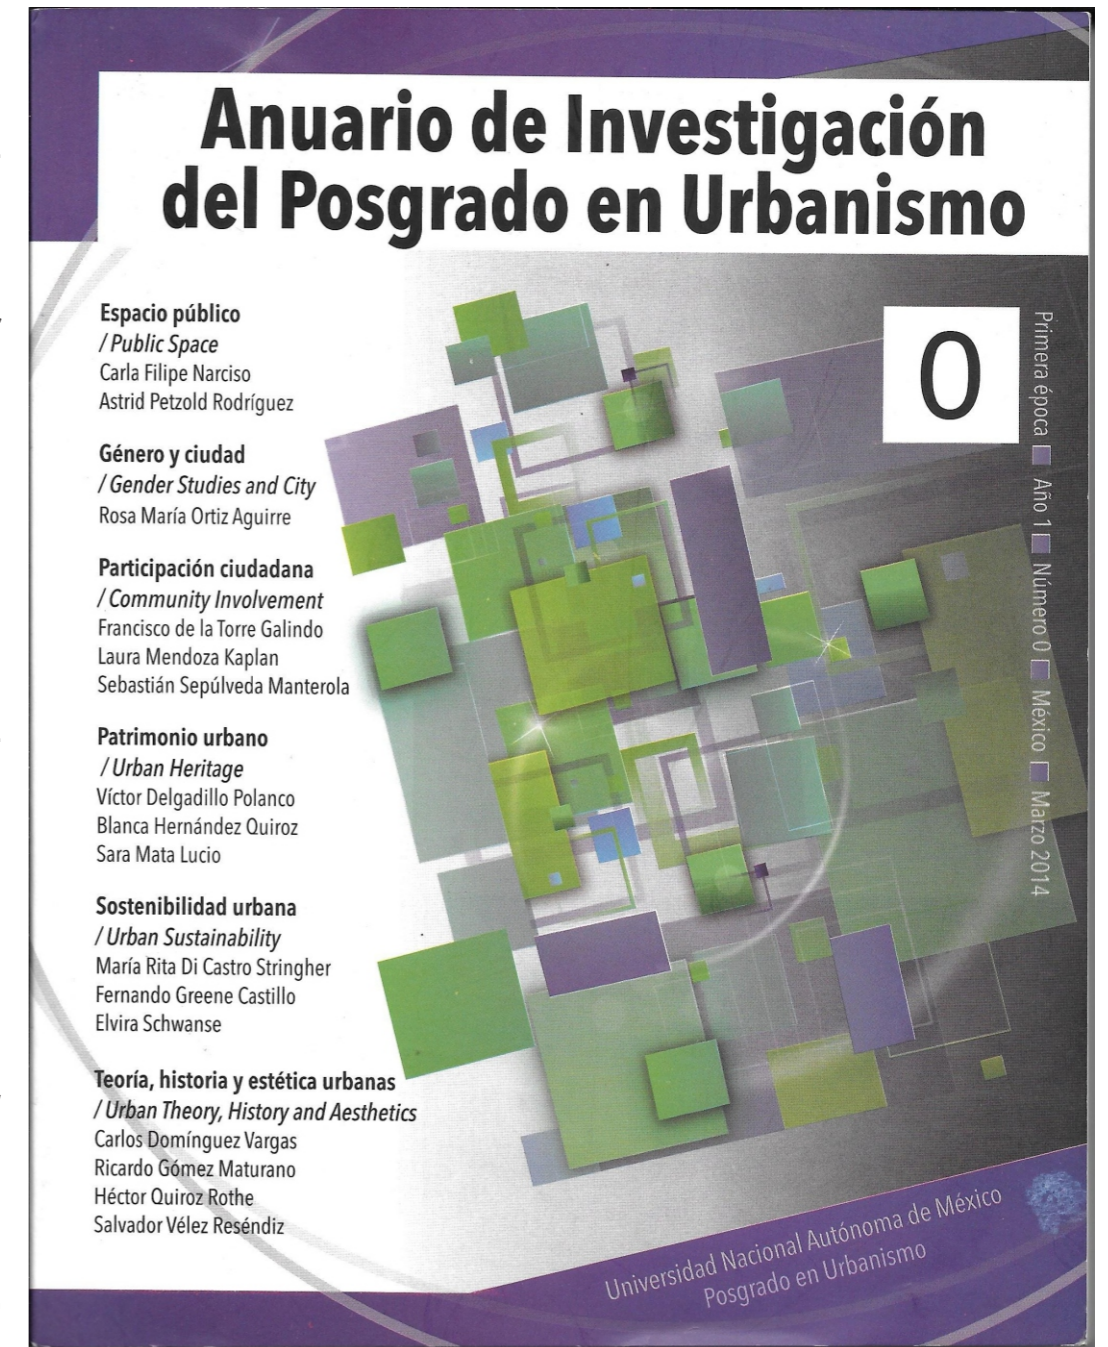 Anuario de Investigación
del Posgrado en Urbanismo
0
Primera época Año 1 Número 0 México Marzo 2014
Espacio público
/ Public Space
Carla Filipe Narciso
Astrid Petzold Rodríguez
Género y ciudad
/ Gender Studies and City
Rosa María Ortiz Aguirre
Participación ciudadana
/ Community Involvement
Francisco de la Torre Galindo
Laura Mendoza Kaplan
Sebastián Sepúlveda Manterola
Patrimonio urbano
/ Urban Heritage
Víctor Delgadillo Polanco
Blanca Hernández Quiroz
Sara Mata Lucio
Sostenibilidad urbana
/ Urban Sustainability
María Rita Di Castro Stringher
Fernando Greene Castillo
Elvira Schwanse
Teoría, historia y estética urbanas
/ Urban Theory, History and Aesthetics
Carlos Domínguez Vargas
Ricardo Gómez Maturano
Héctor Quiroz Rothe
Salvador Vélez Reséndiz
Universidad Nacional Autónoma de México
Posgrado en Urbanismo